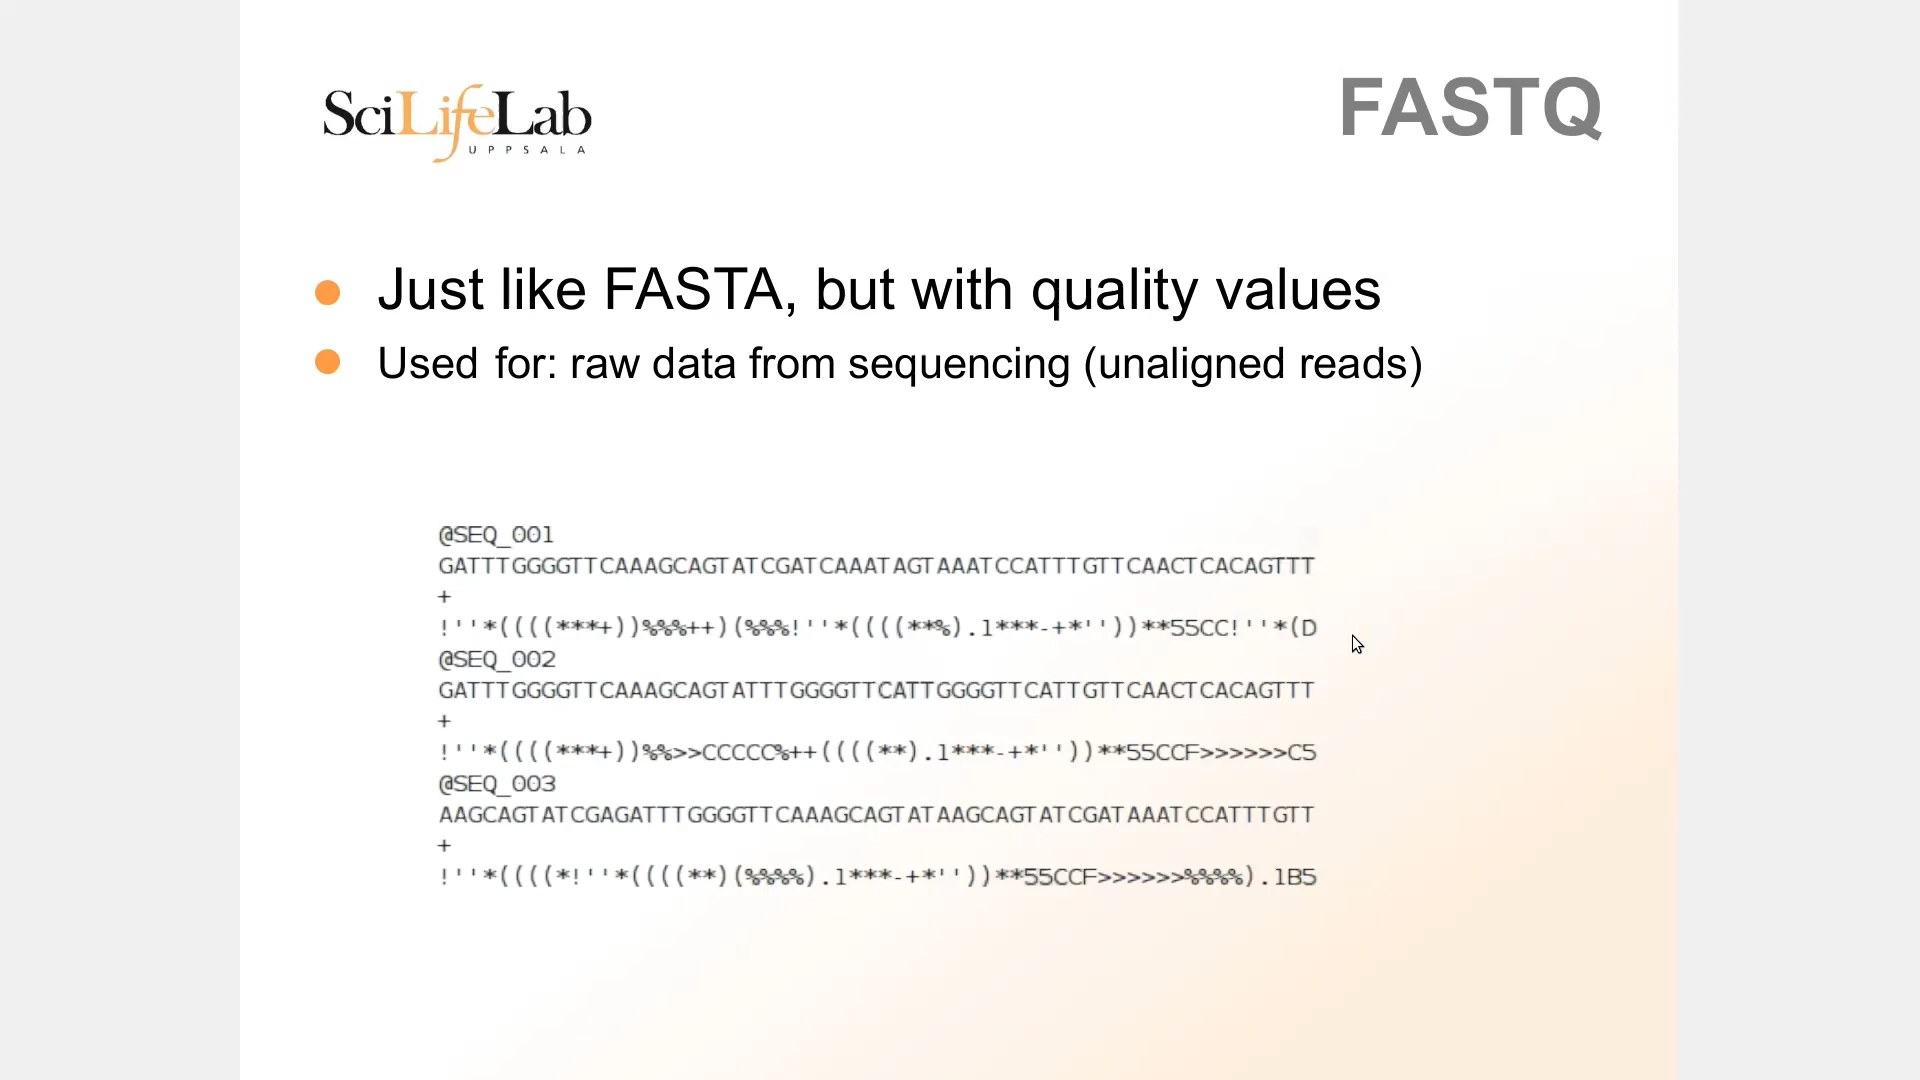 SciLifeLab
UPPSALA
FASTQ
Just like FASTA, but with quality values
Used for: raw data from sequencing (unaligned reads)
@SEQ_001
GATTTGGGGTTCAAAGCAGTATCGATCAAATAGTAAATCCATTTGTTCAACTCACAGTTT
+
!''*((((***+))%%%++)(%%%!''*((((**%).1***-+*''))**55CC!''*(D
@SEQ_002
GATTTGGGGTTCAAAGCAGTATTTGGGGTTCATTGGGGTTCATTGTTCAACTCACAGTTT
+
!''*((((***+))%%>>CCCCC%++((((**).1***-+*''))**55CCF>>>>>>C5
@SEQ_003
AAGCAGTATCGAGATTTGGGGTTCAAAGCAGTATAAGCAGTATCGATAAATCCATTTGTT
+
!''*((((*!''*((((**)(%%%%).1***-+*''))**55CCF>>>>>>%%%%).1B5